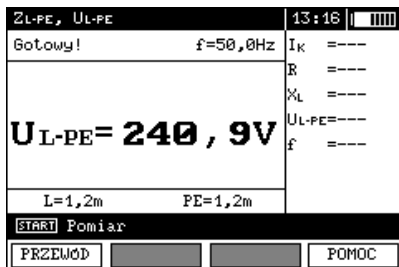 ZL-PE, UL-PE 13:16
Gotowy! f=50,0Hz
IK =---
R =---
XL =---
UL-PE=---
f =---
UL-PE= 240,9V
L=1,2m PE=1,2m
START Pomiar
PRZEWÓD POMOC